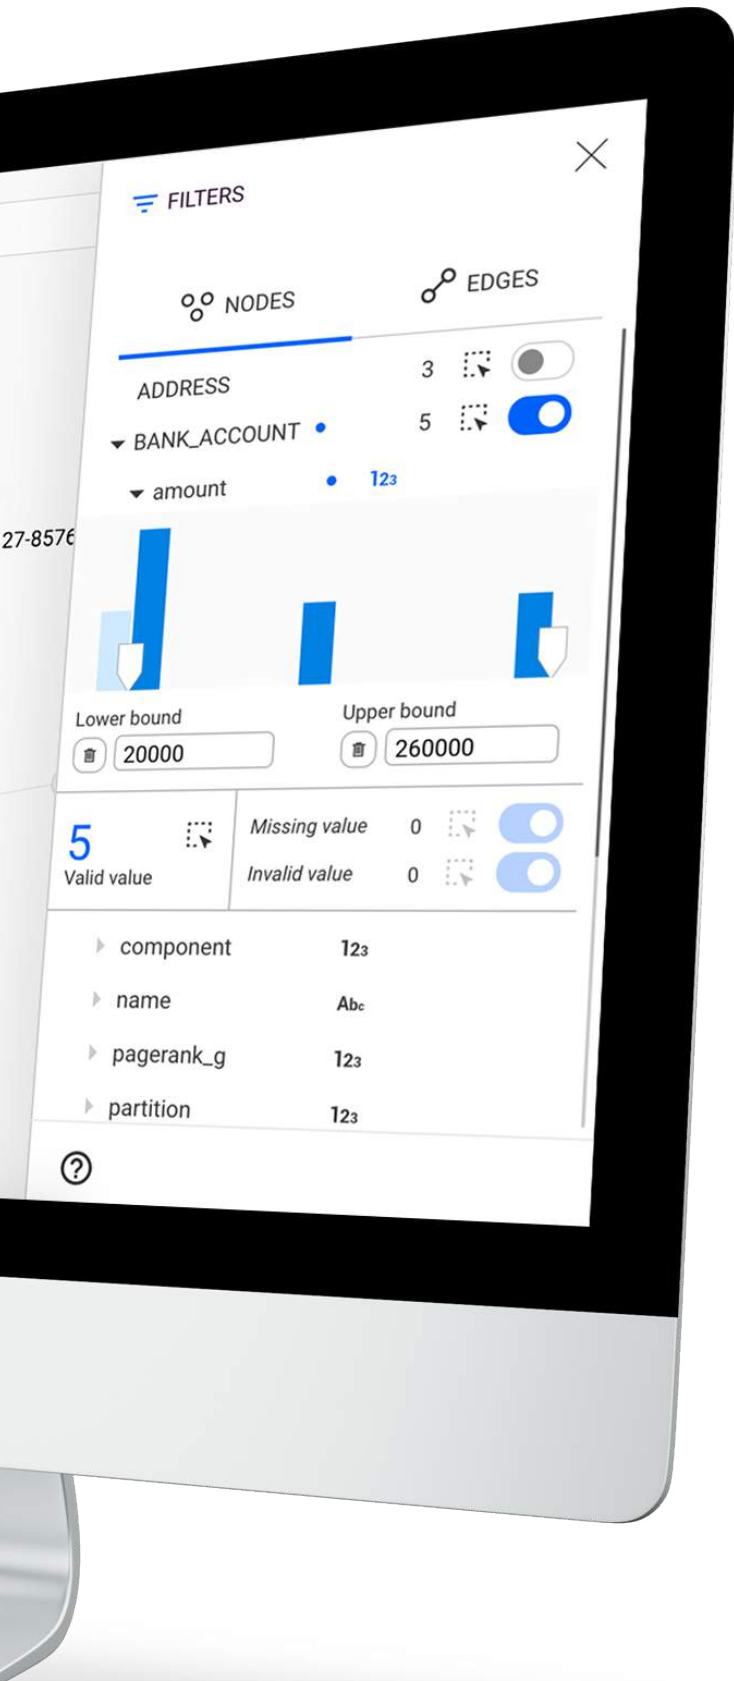 FILTERS
NODES
EDGES
ADDRESS 3
BANK_ACCOUNT 5
amount 123
27-8576
Lower bound
Upper bound
20000
260000
5
Valid value
Missing value 0
Invalid value 0
component 123
name Abc
pagerank_g 123
partition 123
?